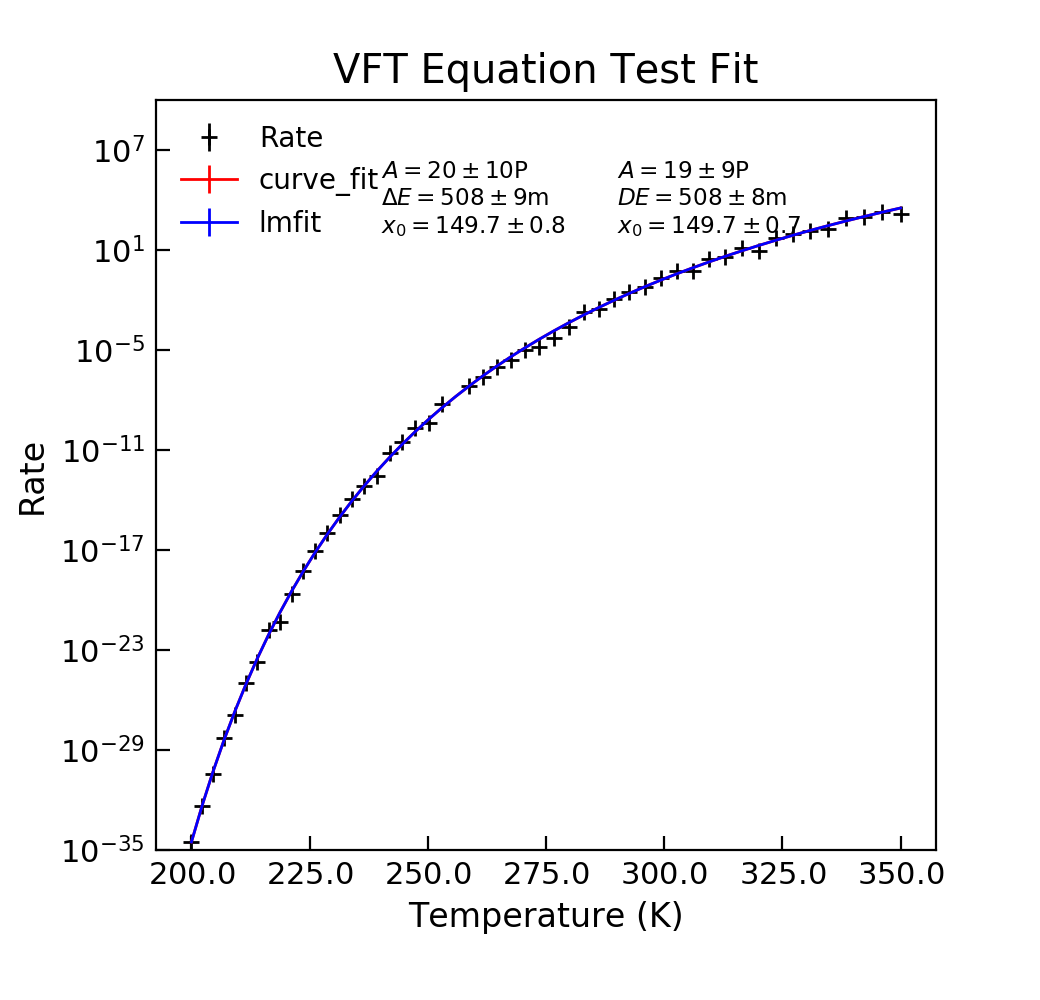 VFT Equation Test Fit
Rate
curve_fit
lmfit
A = 20 ± 10P
ΔE = 508 ± 9m
x₀ = 149.7 ± 0.8
A = 19 ± 9P
DE = 508 ± 8m
x₀ = 149.7 ± 0.7
10⁷
10¹
10⁻⁵
10⁻¹¹
10⁻¹⁷
10⁻²³
10⁻²⁹
10⁻³⁵
Rate
200.0 225.0 250.0 275.0 300.0 325.0 350.0
Temperature (K)